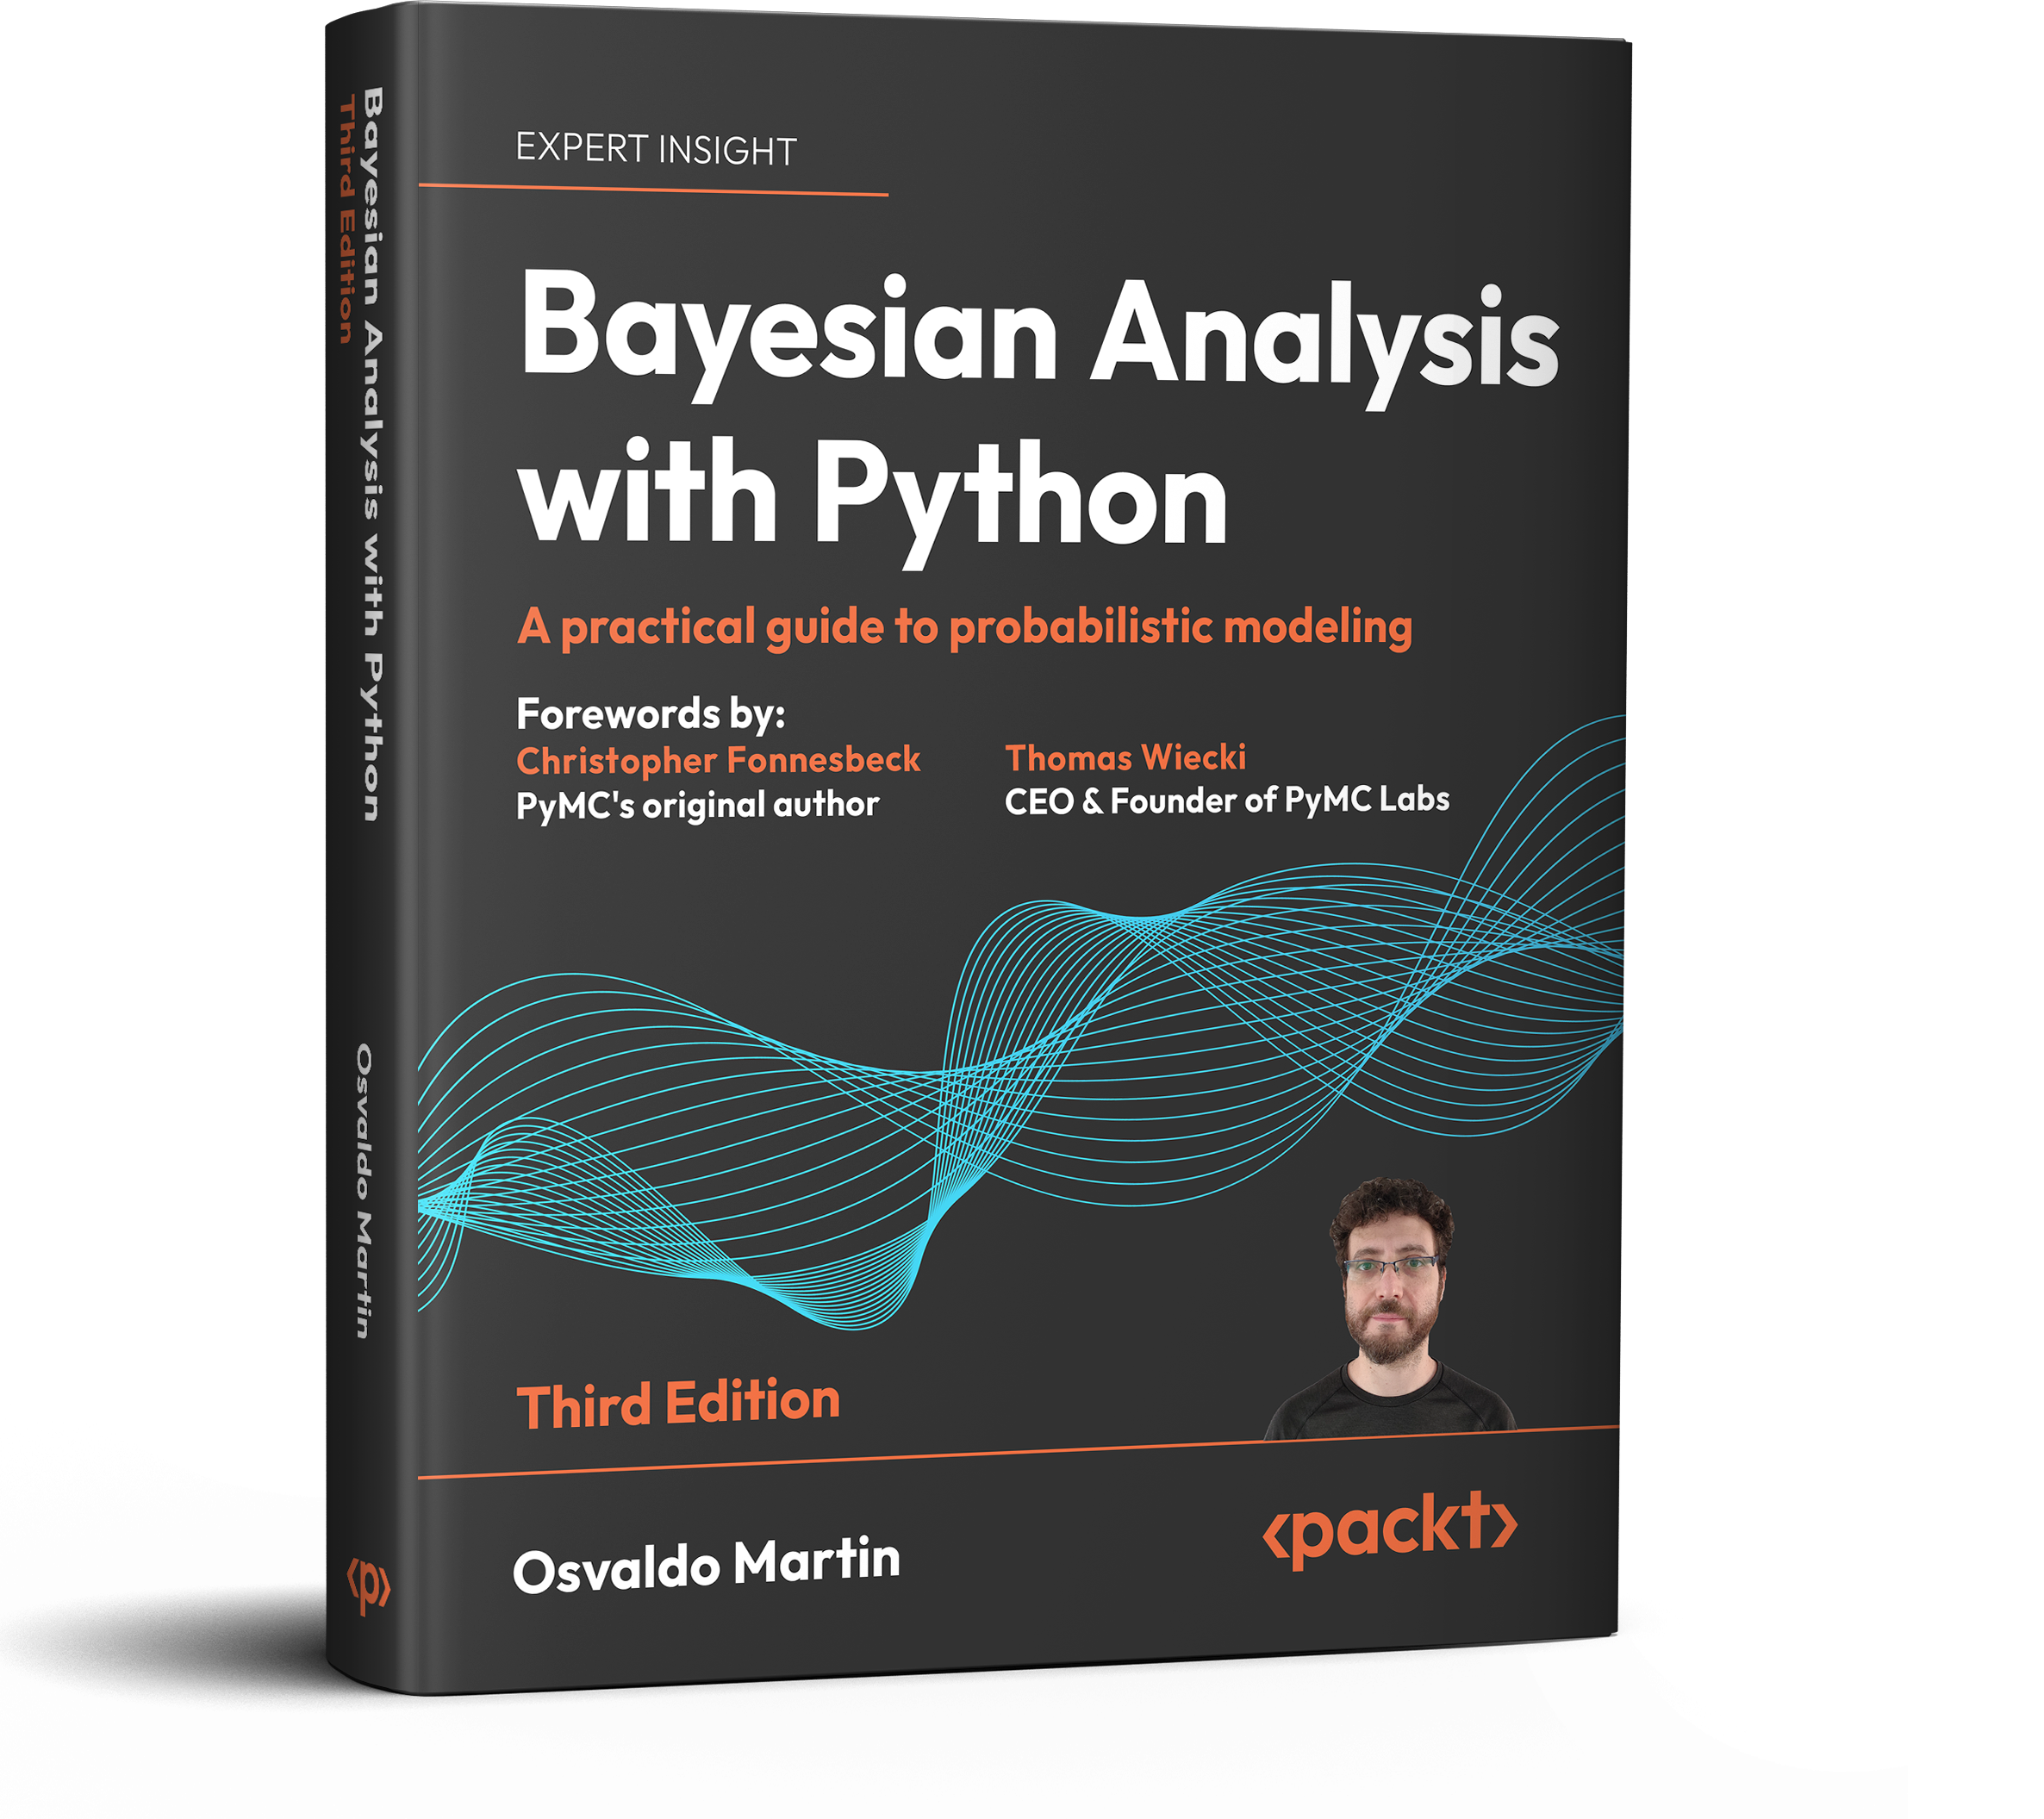 Bayesian Analysis with Python
Third Edition
Osvaldo Martin
<p>
EXPERT INSIGHT
Bayesian Analysis
with Python
A practical guide to probabilistic modeling
Forewords by:
Christopher Fonnesbeck
PyMC's original author
Thomas Wiecki
CEO & Founder of PyMC Labs
Third Edition
Osvaldo Martin
<packt>